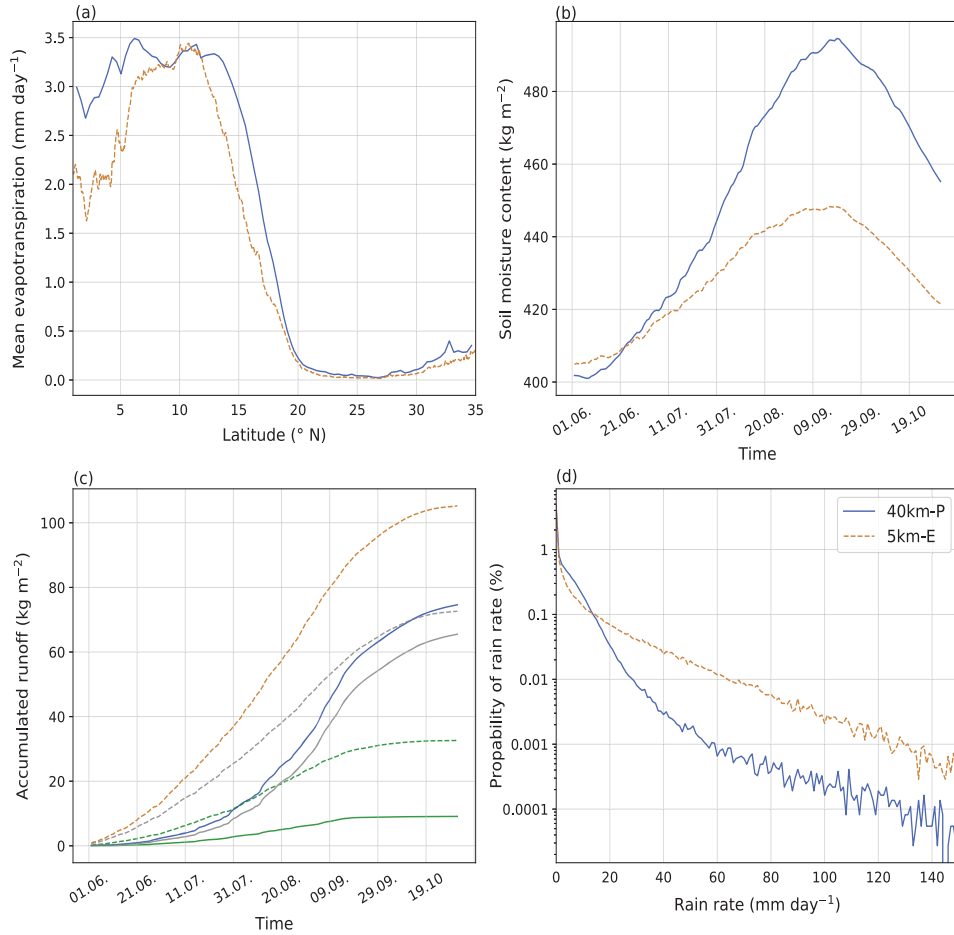 (a)
Mean evapotranspiration (mm day⁻¹)
3.5
3.0
2.5
2.0
1.5
1.0
0.5
0.0
5 10 15 20 25 30 35
Latitude (° N)
(b)
Soil moisture content (kg m⁻²)
480
460
440
420
400
01.06. 21.06. 11.07. 31.07. 20.08. 09.09. 29.09. 19.10.
Time
(c)
Accumulated runoff (kg m⁻²)
100
80
60
40
20
0
01.06. 21.06. 11.07. 31.07. 20.08. 09.09. 29.09. 19.10
Time
(d)
Propability of rain rate (%)
1
0.1
0.01
0.001
0.0001
0 20 40 60 80 100 120 140
Rain rate (mm day⁻¹)
40km-P
5km-E